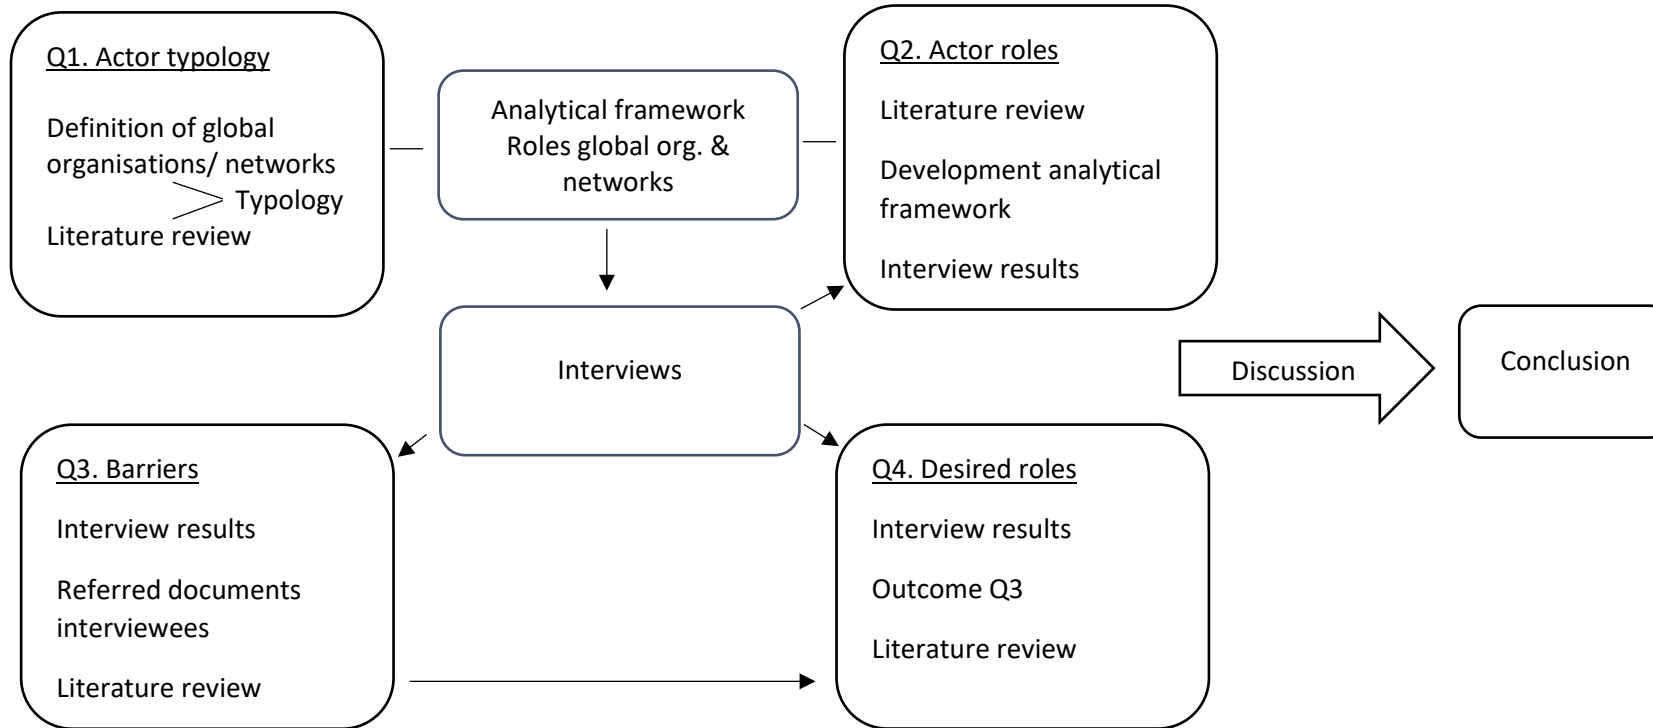 Q1. Actor typology
Definition of global
organisations/ networks
Typology
Literature review
Analytical framework
Roles global org. &
networks
Q2. Actor roles
Literature review
Development analytical
framework
Interview results
Interviews
Discussion
Conclusion
Q3. Barriers
Interview results
Referred documents
interviewees
Literature review
Q4. Desired roles
Interview results
Outcome Q3
Literature review